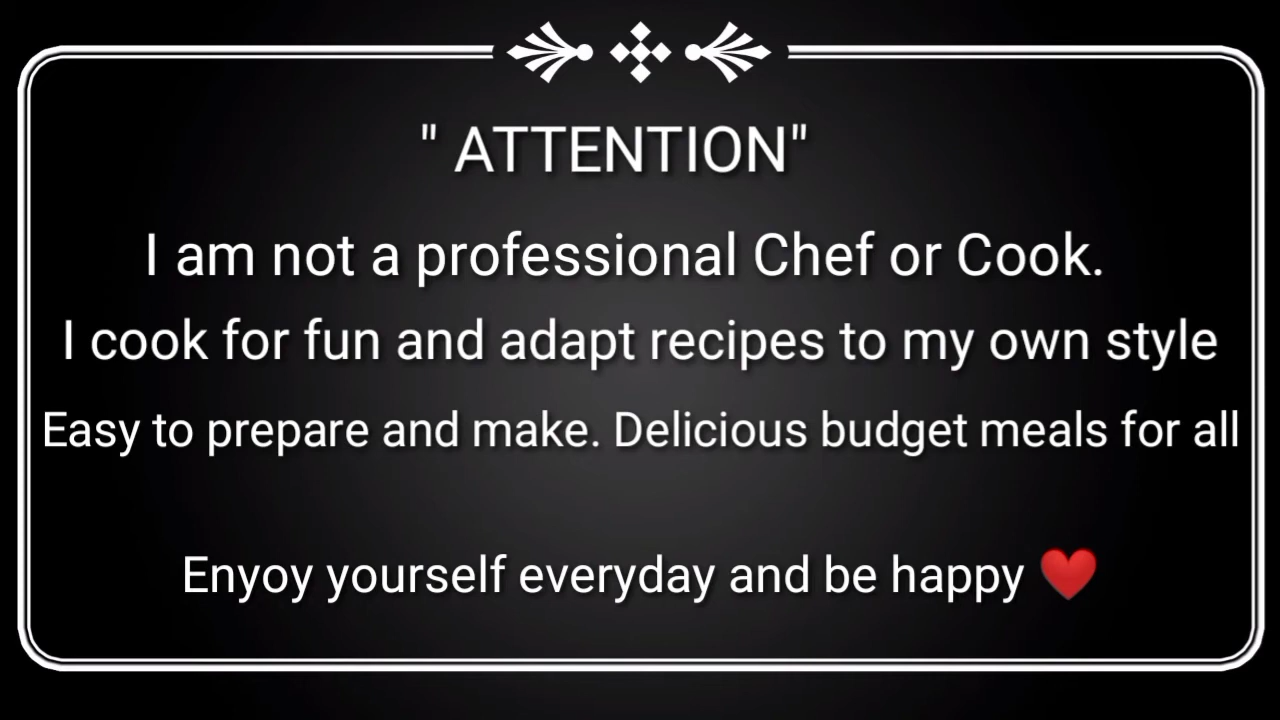 " ATTENTION"
I am not a professional Chef or Cook.
I cook for fun and adapt recipes to my own style
Easy to prepare and make. Delicious budget meals for all
Enyoy yourself everyday and be happy ❤️